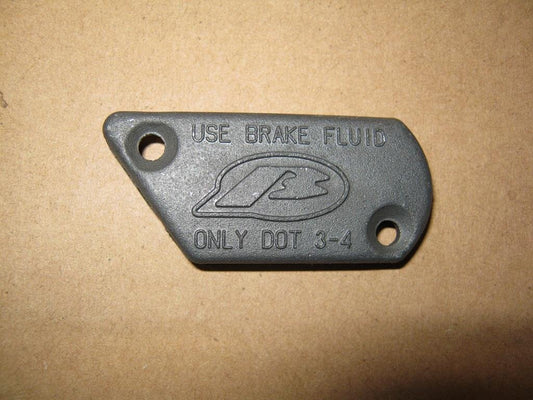 USE BRAKE FLUID
ONLY DOT 3-4